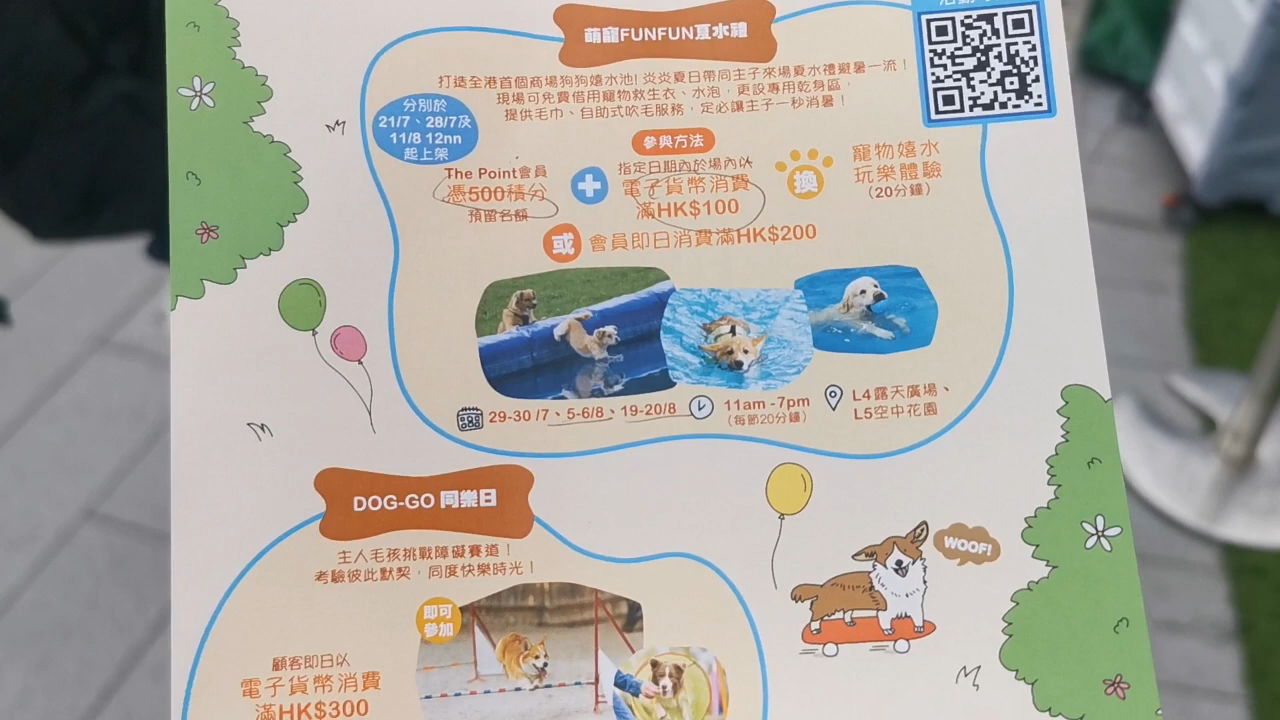 萌寵FUNFUN夏水禮
打造全港首個商場狗狗嬉水池! 炎炎夏日帶同主子來場夏水禮避暑一流！
現場可免費借用寵物救生衣、水泡，更設專用乾身區，
提供毛巾、自助式吹毛服務，定必讓主子一秒消暑！
分別於
21/7、28/7及
11/8 12nn
起上架
參與方法
The Point會員
憑500積分
預留名額
+
指定日期內於場內以
電子貨幣消費
滿HK$100
換
寵物嬉水
玩樂體驗
(20分鐘)
或 會員即日消費滿HK$200
29-30 /7、5-6/8、19-20/8
11am -7pm
(每節20分鐘)
L4露天廣場、
L5空中花園
DOG-GO 同樂日
主人毛孩挑戰障礙賽道！
考驗彼此默契，同度快樂時光！
即可
參加
顧客即日以
電子貨幣消費
滿HK$300
WOOF!